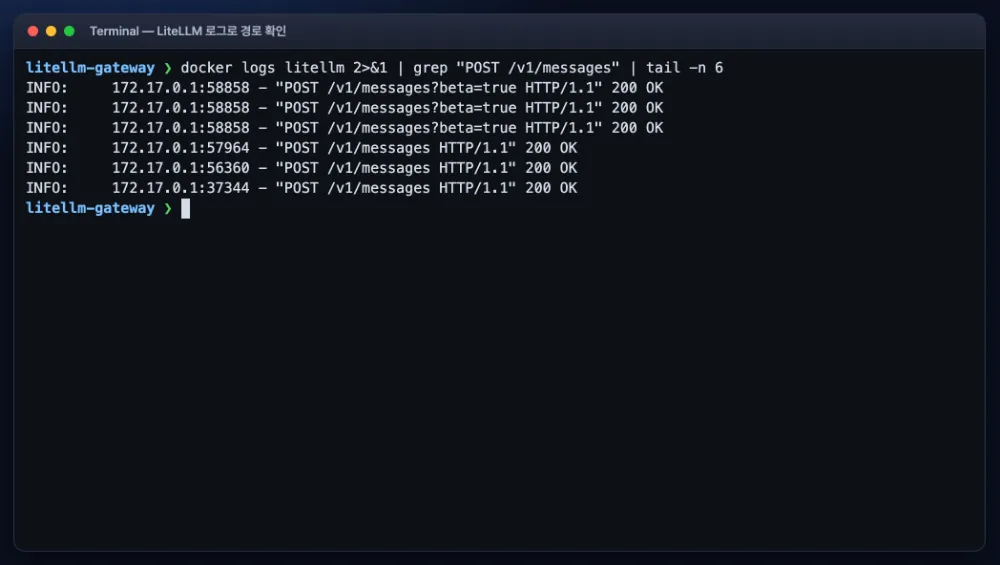 Terminal — LiteLLM 로그로 경로 확인
litellm-gateway ❯ docker logs litellm 2>&1 | grep "POST /v1/messages" | tail -n 6
INFO:     172.17.0.1:58858 - "POST /v1/messages?beta=true HTTP/1.1" 200 OK
INFO:     172.17.0.1:58858 - "POST /v1/messages?beta=true HTTP/1.1" 200 OK
INFO:     172.17.0.1:58858 - "POST /v1/messages?beta=true HTTP/1.1" 200 OK
INFO:     172.17.0.1:57964 - "POST /v1/messages HTTP/1.1" 200 OK
INFO:     172.17.0.1:56360 - "POST /v1/messages HTTP/1.1" 200 OK
INFO:     172.17.0.1:37344 - "POST /v1/messages HTTP/1.1" 200 OK
litellm-gateway ❯